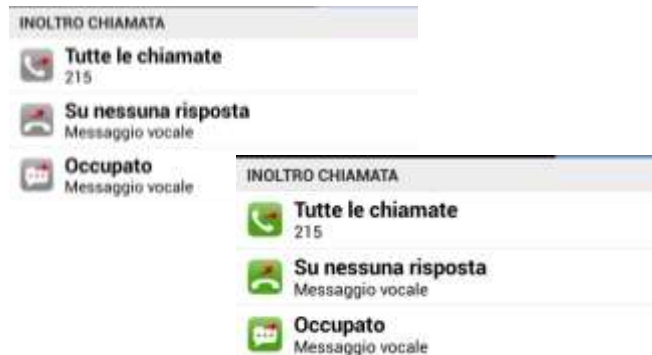 INOLTRO CHIAMATA
Tutte le chiamate
215
Su nessuna risposta
Messaggio vocale
Occupato
Messaggio vocale
INOLTRO CHIAMATA
Tutte le chiamate
215
Su nessuna risposta
Messaggio vocale
Occupato
Messaggio vocale